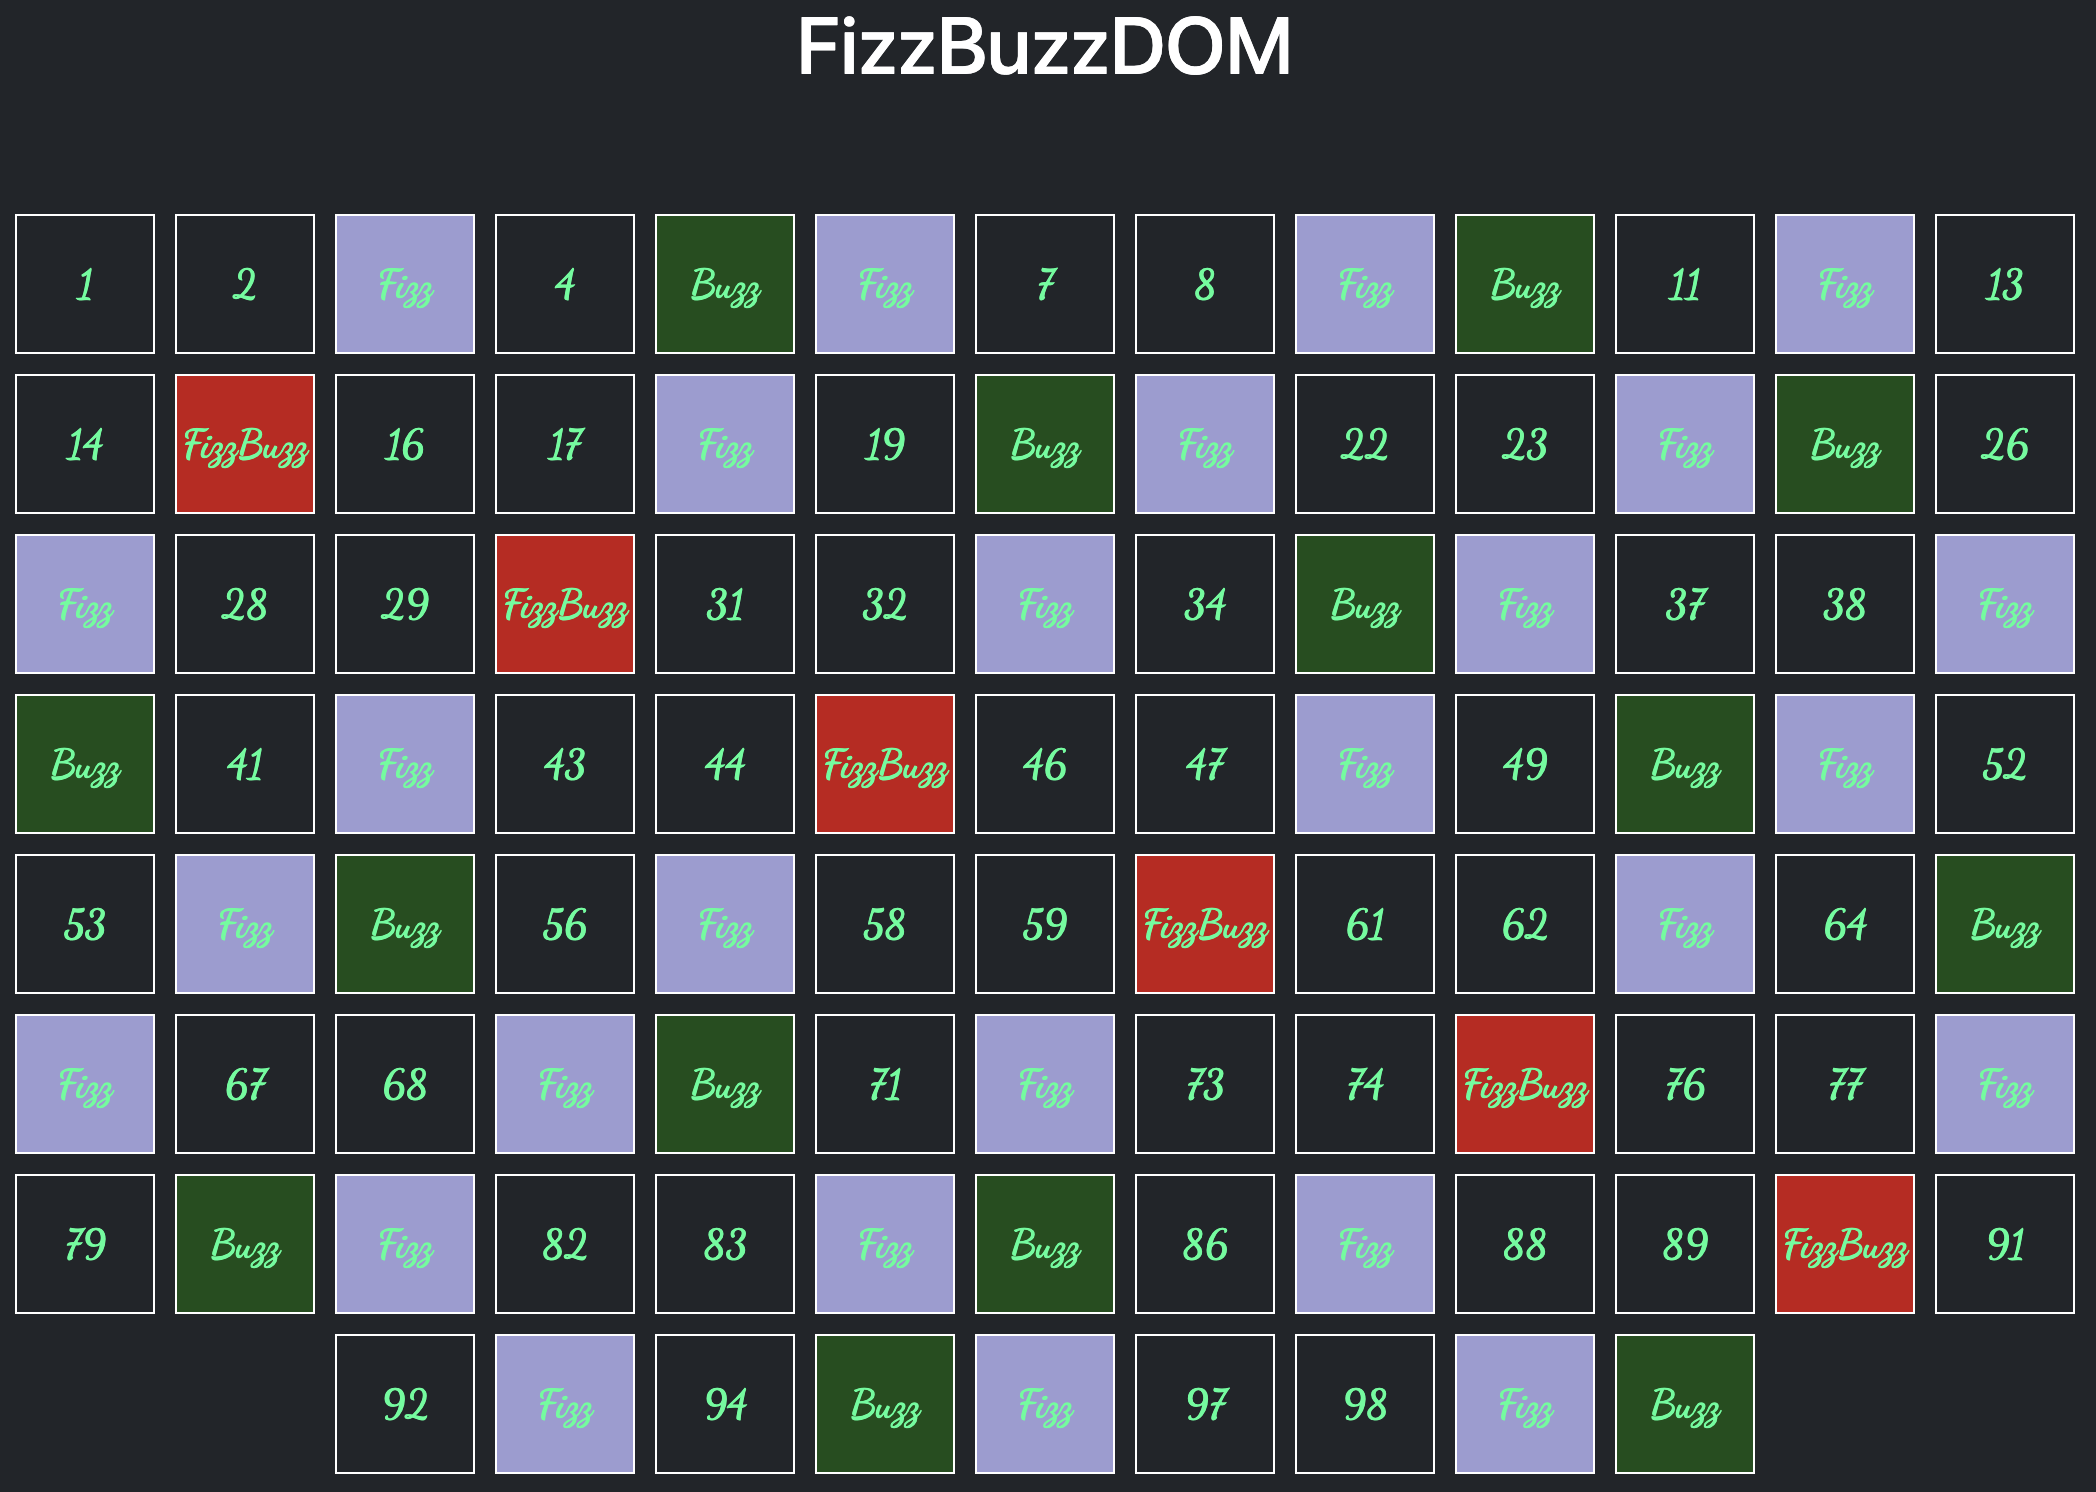 FizzBuzzDOM
1 2 Fizz 4 Buzz Fizz 7 8 Fizz Buzz 11 Fizz 13
14 FizzBuzz 16 17 Fizz 19 Buzz Fizz 22 23 Fizz Buzz 26
Fizz 28 29 FizzBuzz 31 32 Fizz 34 Buzz Fizz 37 38 Fizz
Buzz 41 Fizz 43 44 FizzBuzz 46 47 Fizz 49 Buzz Fizz 52
53 Fizz Buzz 56 Fizz 58 59 FizzBuzz 61 62 Fizz 64 Buzz
Fizz 67 68 Fizz Buzz 71 Fizz 73 74 FizzBuzz 76 77 Fizz
79 Buzz Fizz 82 83 Fizz Buzz 86 Fizz 88 89 FizzBuzz 91
92 Fizz 94 Buzz Fizz 97 98 Fizz Buzz